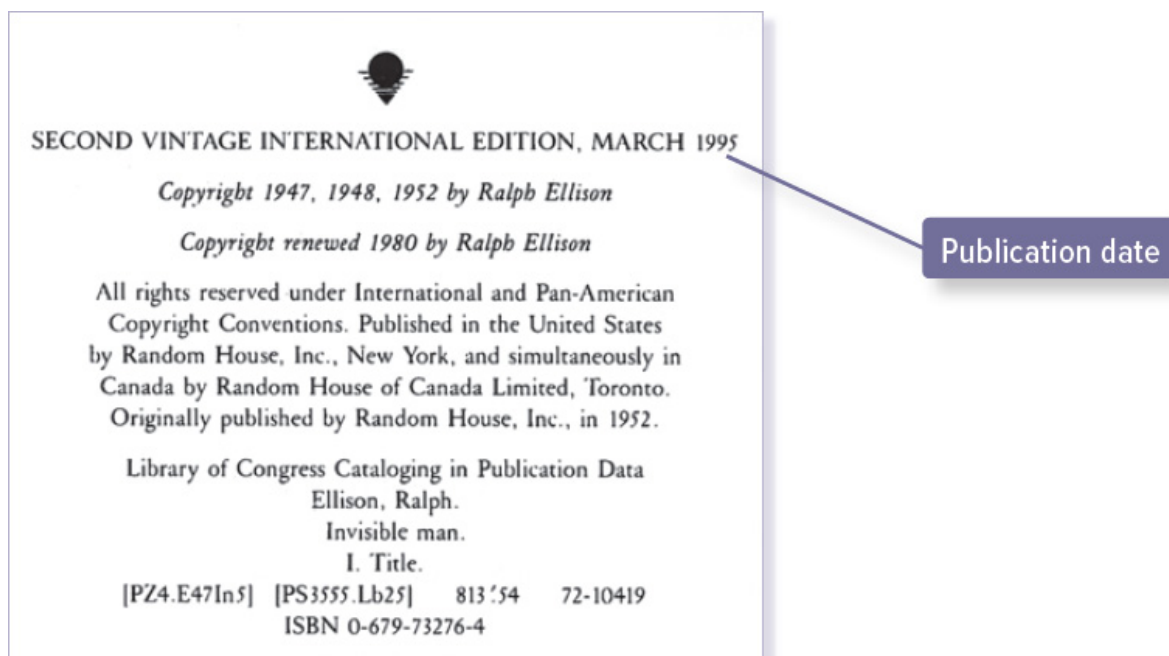 SECOND VINTAGE INTERNATIONAL EDITION, MARCH 1995
Copyright 1947, 1948, 1952 by Ralph Ellison
Copyright renewed 1980 by Ralph Ellison
All rights reserved under International and Pan-American
Copyright Conventions. Published in the United States
by Random House, Inc., New York, and simultaneously in
Canada by Random House of Canada Limited, Toronto.
Originally published by Random House, Inc., in 1952.
Library of Congress Cataloging in Publication Data
Ellison, Ralph.
Invisible man.
I. Title.
[PZ4.E47In5] [PS3555.Lb25] 813'.54 72-10419
ISBN 0-679-73276-4
Publication date